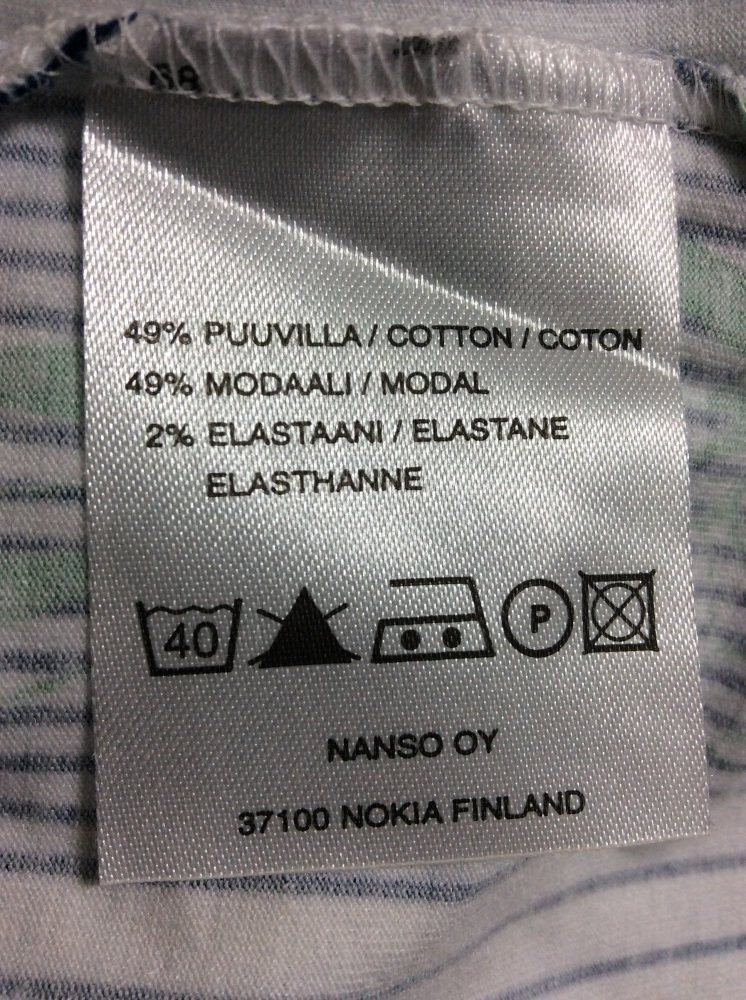 49% PUUVILLA / COTTON / COTON
49% MODAALI / MODAL
2% ELASTAANI / ELASTANE
ELASTHANNE
40 P
NANSO OY
37100 NOKIA FINLAND